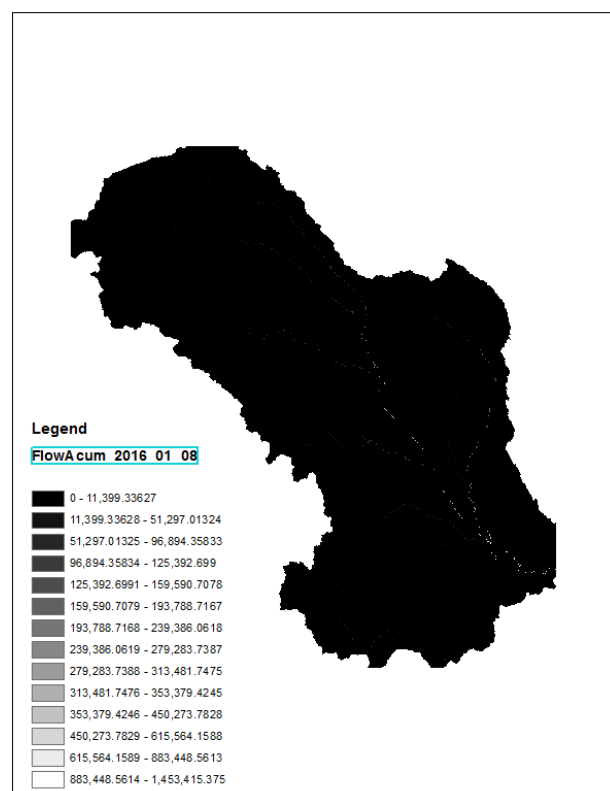 Legend
FlowAcum_2016_01_08
0 - 11,399.33627
11,399.33628 - 51,297.01324
51,297.01325 - 96,894.35833
96,894.35834 - 125,392.699
125,392.6991 - 159,590.7078
159,590.7079 - 193,788.7167
193,788.7168 - 239,386.0618
239,386.0619 - 279,283.7387
279,283.7388 - 313,481.7475
313,481.7476 - 353,379.4245
353,379.4246 - 450,273.7828
450,273.7829 - 615,564.1588
615,564.1589 - 883,448.5613
883,448.5614 - 1,453,415.375